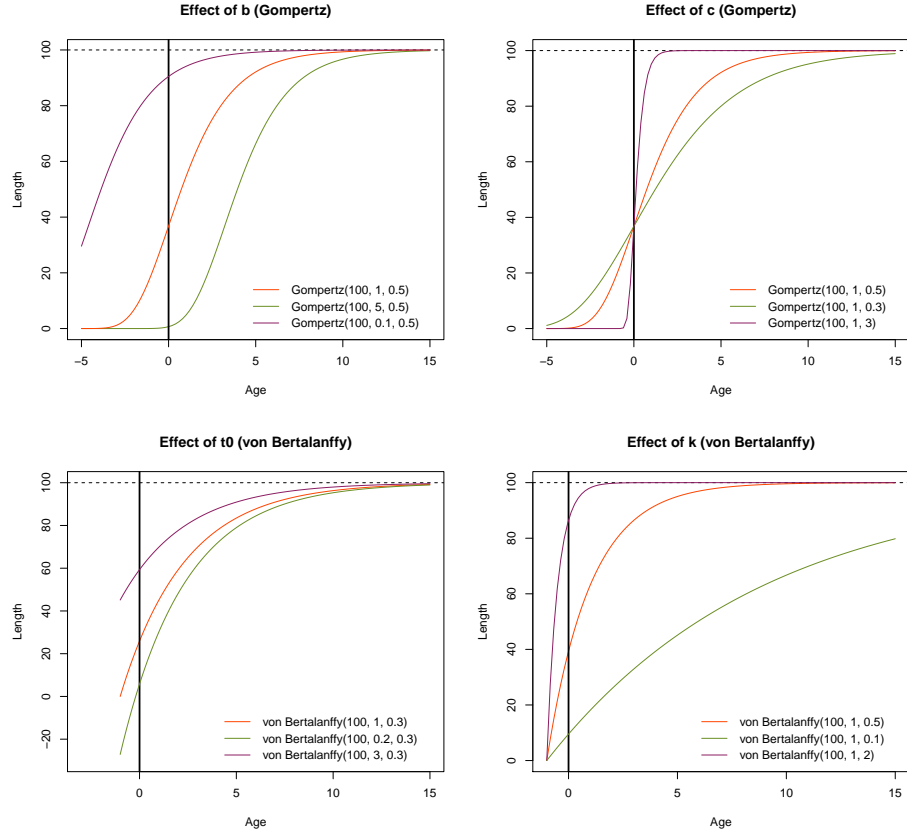 Effect of b (Gompertz)
Length
100
80
60
40
20
0
Gompertz(100, 1, 0.5)
Gompertz(100, 5, 0.5)
Gompertz(100, 0.1, 0.5)
−5 0 5 10 15
Age
Effect of c (Gompertz)
Length
100
80
60
40
20
0
Gompertz(100, 1, 0.5)
Gompertz(100, 1, 0.3)
Gompertz(100, 1, 3)
−5 0 5 10 15
Age
Effect of t0 (von Bertalanffy)
Length
100
80
60
40
20
0
−20
von Bertalanffy(100, 1, 0.3)
von Bertalanffy(100, 0.2, 0.3)
von Bertalanffy(100, 3, 0.3)
0 5 10 15
Age
Effect of k (von Bertalanffy)
Length
100
80
60
40
20
0
von Bertalanffy(100, 1, 0.5)
von Bertalanffy(100, 1, 0.1)
von Bertalanffy(100, 1, 2)
0 5 10 15
Age